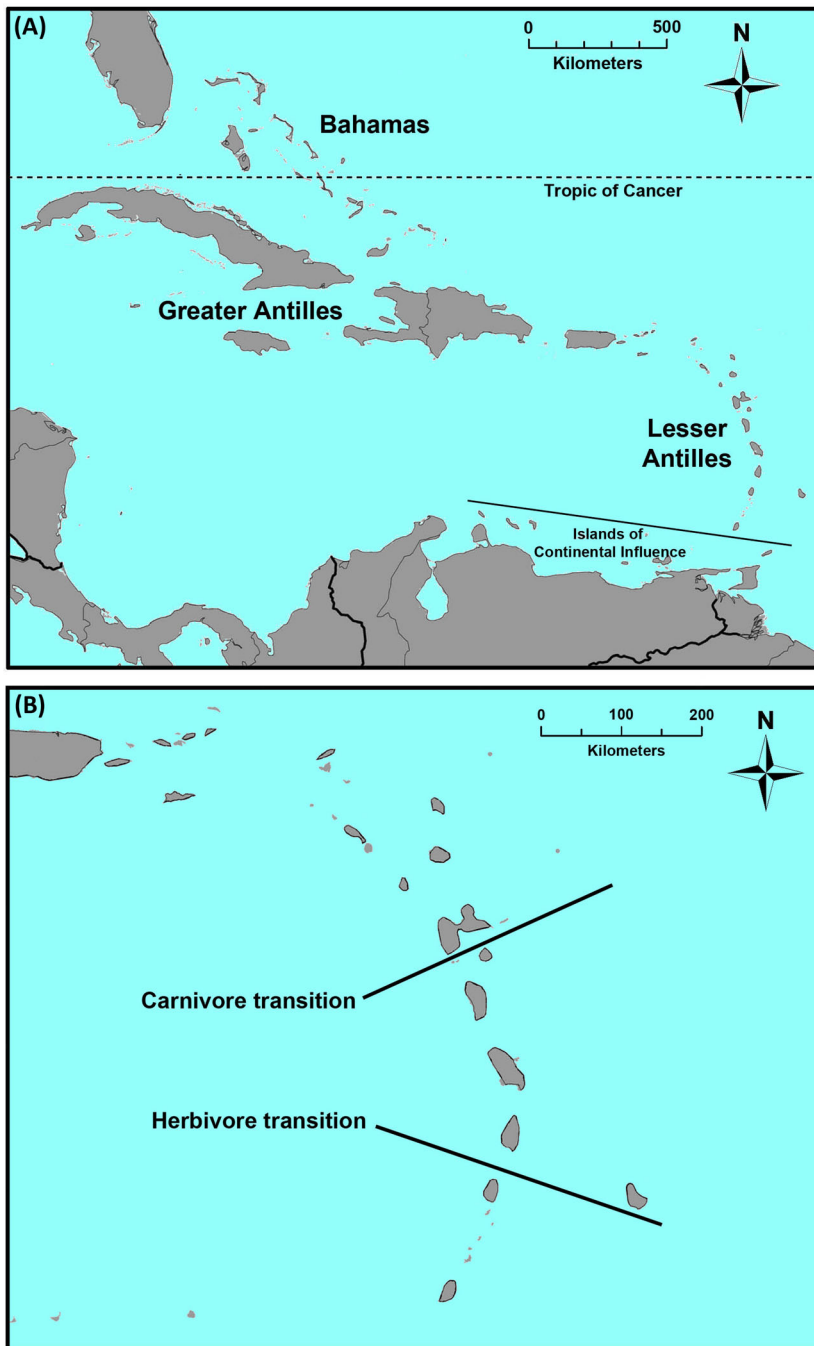 (A)
0 500
Kilometers
N
Bahamas
Tropic of Cancer
Greater Antilles
Lesser
Antilles
Islands of
Continental Influence
(B)
0 100 200
Kilometers
N
Carnivore transition
Herbivore transition